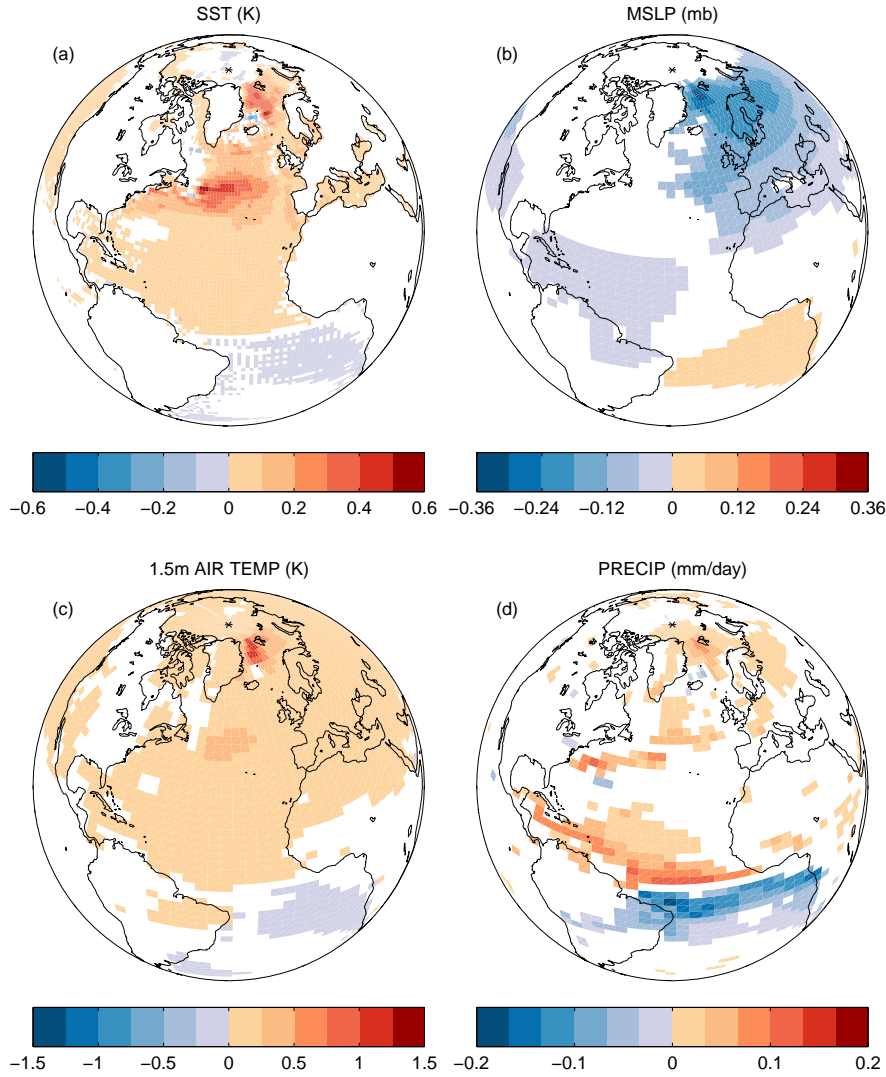 SST (K)
MSLP (mb)
(a)
(b)
−0.6 −0.4 −0.2 0 0.2 0.4 0.6
−0.36 −0.24 −0.12 0 0.12 0.24 0.36
1.5m AIR TEMP (K)
PRECIP (mm/day)
(c)
(d)
−1.5 −1 −0.5 0 0.5 1 1.5
−0.2 −0.1 0 0.1 0.2